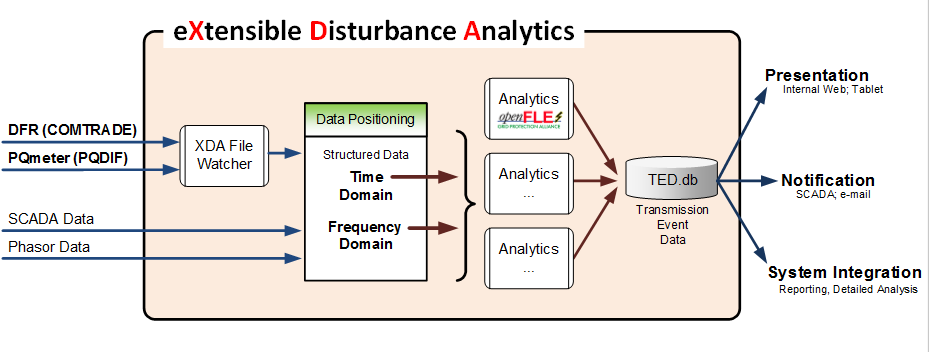 eXtensible Disturbance Analytics
DFR (COMTRADE)
PQmeter (PQDIF)
SCADA Data
Phasor Data
XDA File
Watcher
Data Positioning
Structured Data
Time
Domain
Frequency
Domain
Analytics
openFLE
GRID PROTECTION ALLIANCE
Analytics
...
Analytics
...
TED.db
Transmission
Event
Data
Presentation
Internal Web; Tablet
Notification
SCADA; e-mail
System Integration
Reporting, Detailed Analysis